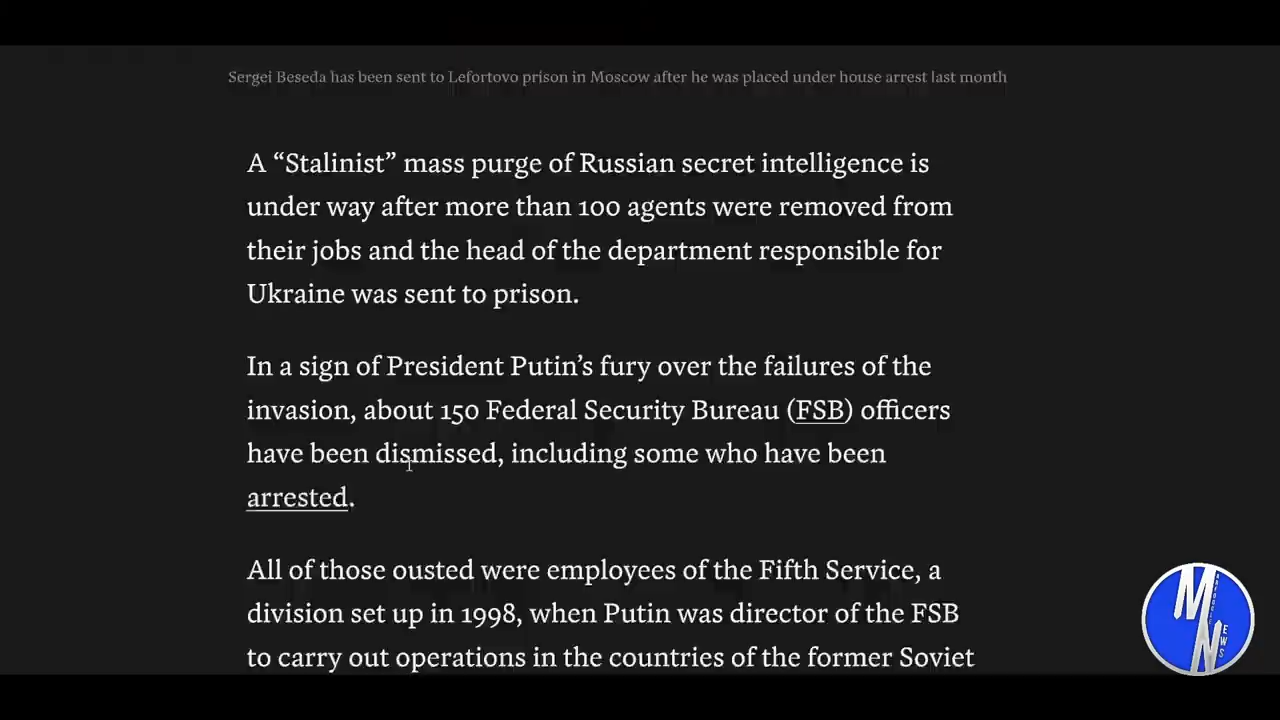 Sergei Beseda has been sent to Lefortovo prison in Moscow after he was placed under house arrest last month
A “Stalinist” mass purge of Russian secret intelligence is
under way after more than 100 agents were removed from
their jobs and the head of the department responsible for
Ukraine was sent to prison.
In a sign of President Putin’s fury over the failures of the
invasion, about 150 Federal Security Bureau (FSB) officers
have been dismissed, including some who have been
arrested.
All of those ousted were employees of the Fifth Service, a
division set up in 1998, when Putin was director of the FSB
to carry out operations in the countries of the former Soviet
M
N
EWS